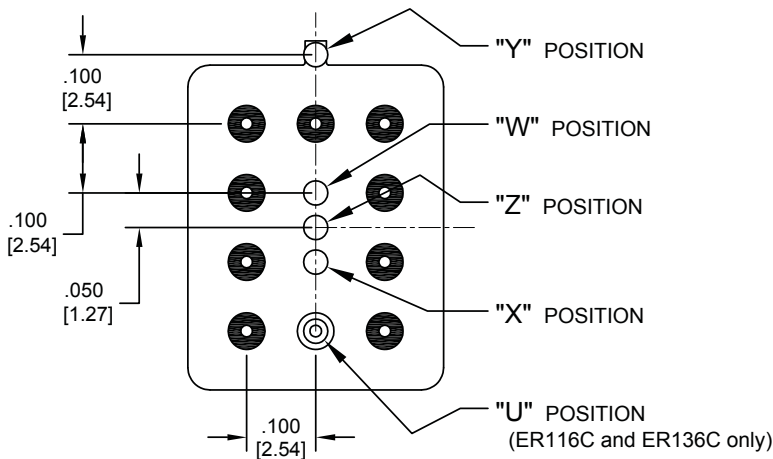 "Y" POSITION
.100
[2.54]
"W" POSITION
"Z" POSITION
.100
[2.54]
.050
[1.27]
"X" POSITION
"U" POSITION
(ER116C and ER136C only)
.100
[2.54]